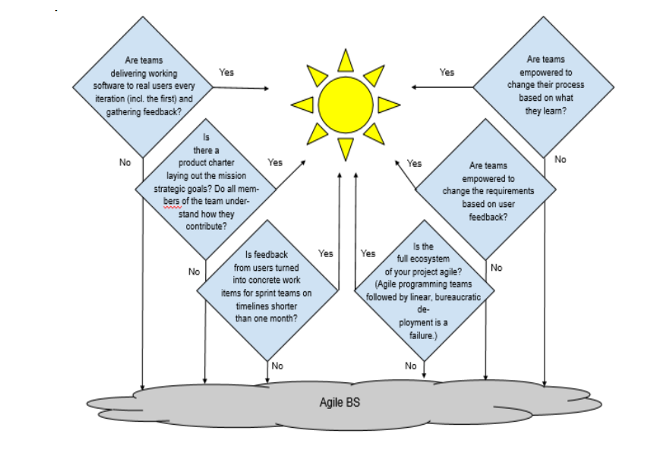 Are teams
delivering working
software to real users every
iteration (incl. the first) and
gathering feedback?
Yes
No
Is
there a
product charter
laying out the mission
strategic goals? Do all mem-
bers of the team under-
stand how they
contribute?
Yes
No
Is feedback
from users turned
into concrete work
items for sprint teams on
timelines shorter
than one month?
Yes
No
Are teams
empowered to
change their process
based on what
they learn?
Yes
No
Are teams
empowered to
change the requirements
based on user
feedback?
Yes
No
Is the
full ecosystem
of your project agile?
(Agile programming teams
followed by linear, bureaucratic
de-
ployment is a
failure.)
Yes
No
Agile BS